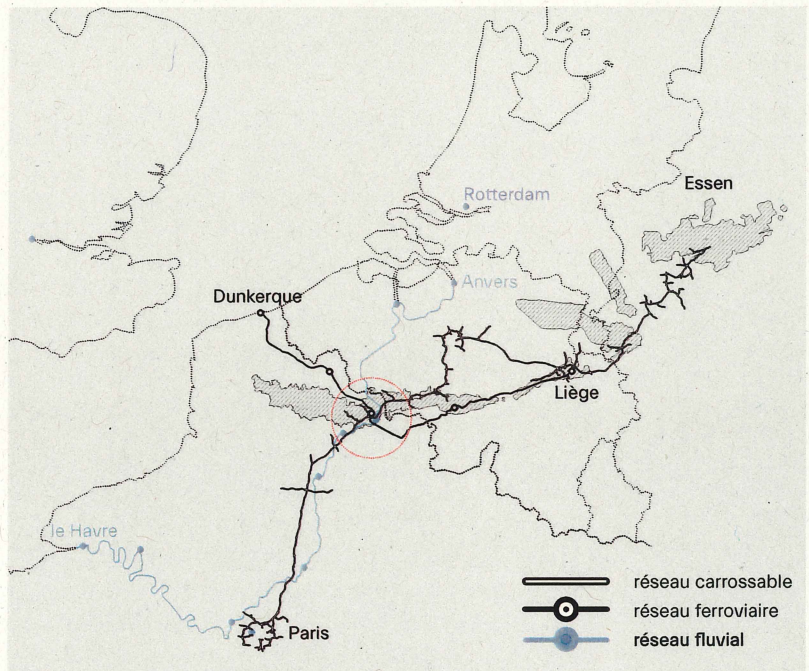 Essen
Rotterdam
Anvers
Dunkerque
Liège
le Havre
Paris
réseau carrossable
réseau ferroviaire
réseau fluvial